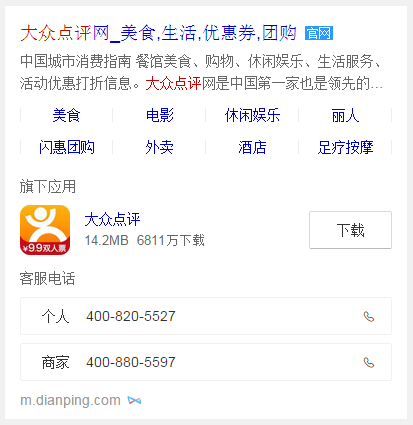 大众点评网_美食,生活,优惠券,团购 官网
中国城市消费指南 餐馆美食、购物、休闲娱乐、生活服务、
活动优惠打折信息。大众点评网是中国第一家也是领先的...
美食 电影 休闲娱乐 丽人
闪惠团购 外卖 酒店 足疗按摩
旗下应用
大众点评
14.2MB 6811万下载
下载
¥9.9双人票
客服电话
个人 400-820-5527
商家 400-880-5597
m.dianping.com